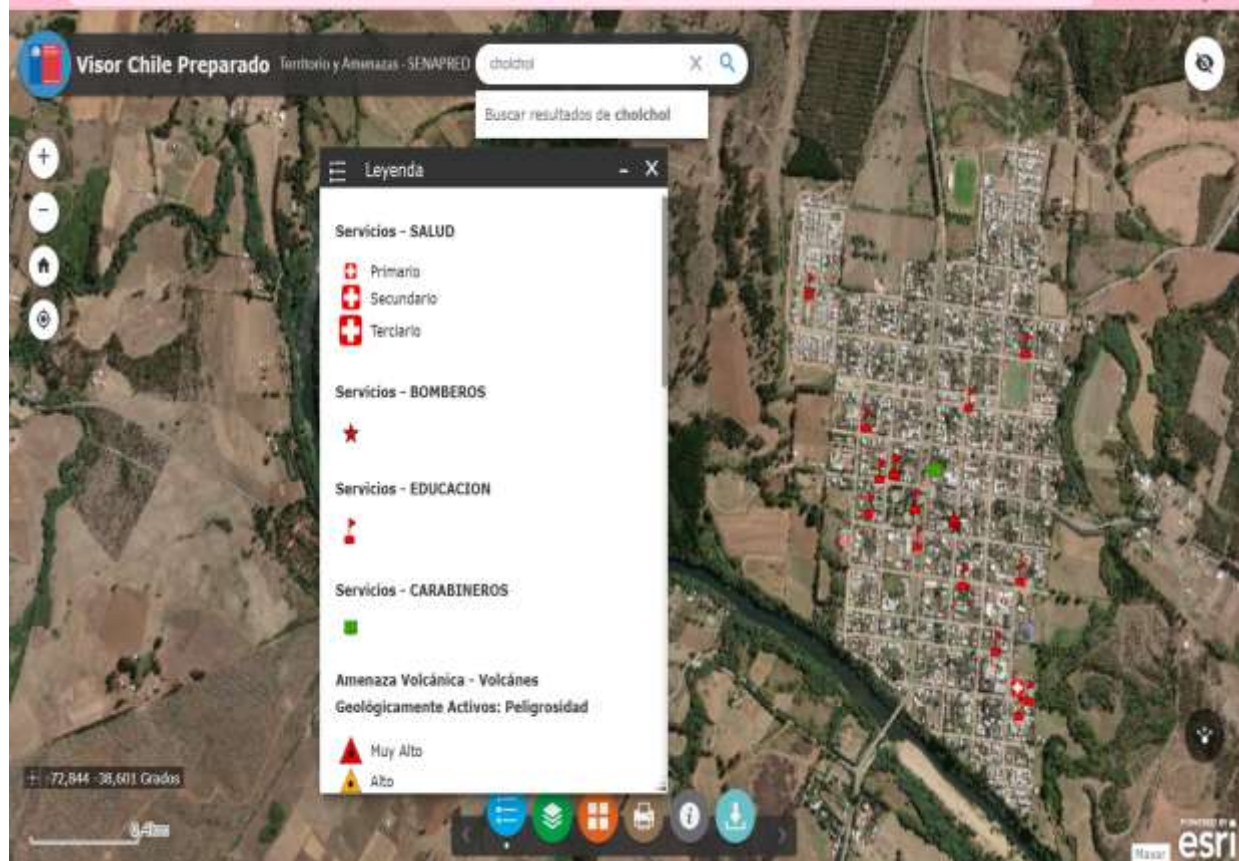 Visor Chile Preparado Territorio y Amenazas - SENAPRED
cholchol
Buscar resultados de cholchol
Leyenda
Servicios - SALUD
Primario
Secundario
Terciario
Servicios - BOMBEROS
Servicios - EDUCACION
Servicios - CARABINEROS
Amenaza Volcánica - Volcánes
Geológicamente Activos: Peligrosidad
Muy Alto
Alto
-72,844 -38,601 Grados
POWERED BY
esri
Maxar